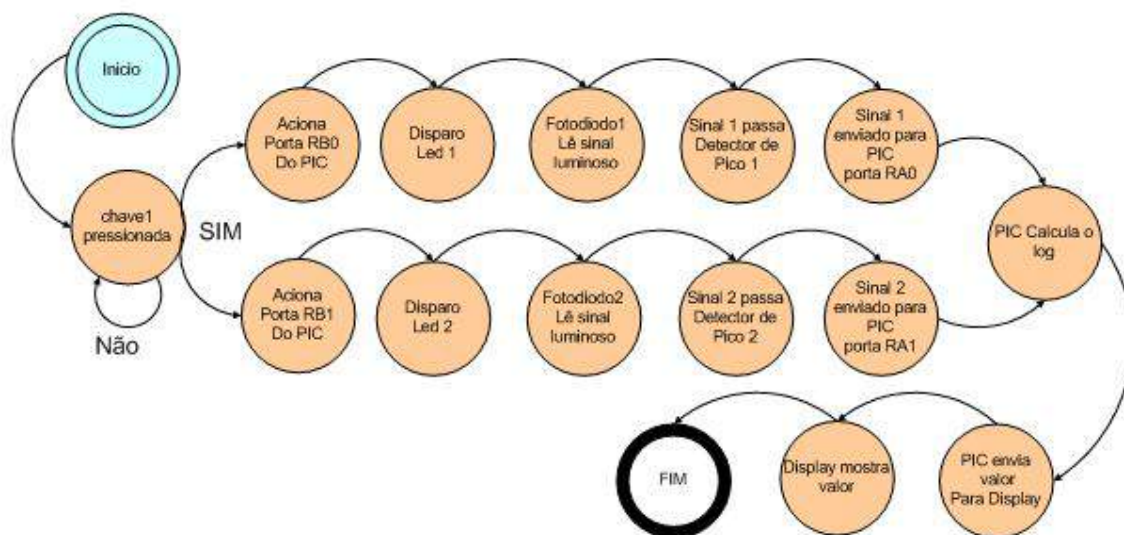 Inicio
chave1
pressionada
SIM
Não
Aciona
Porta RB0
Do PIC
Disparo
Led 1
Fotodiodo1
Lê sinal
luminoso
Sinal 1 passa
Detector de
Pico 1
Sinal 1
enviado para
PIC
porta RA0
Aciona
Porta RB1
Do PIC
Disparo
Led 2
Fotodiodo2
Lê sinal
luminoso
Sinal 2 passa
Detector de
Pico 2
Sinal 2
enviado para
PIC
porta RA1
PIC Calcula o
log
PIC envia
valor
Para Display
Display mostra
valor
FIM